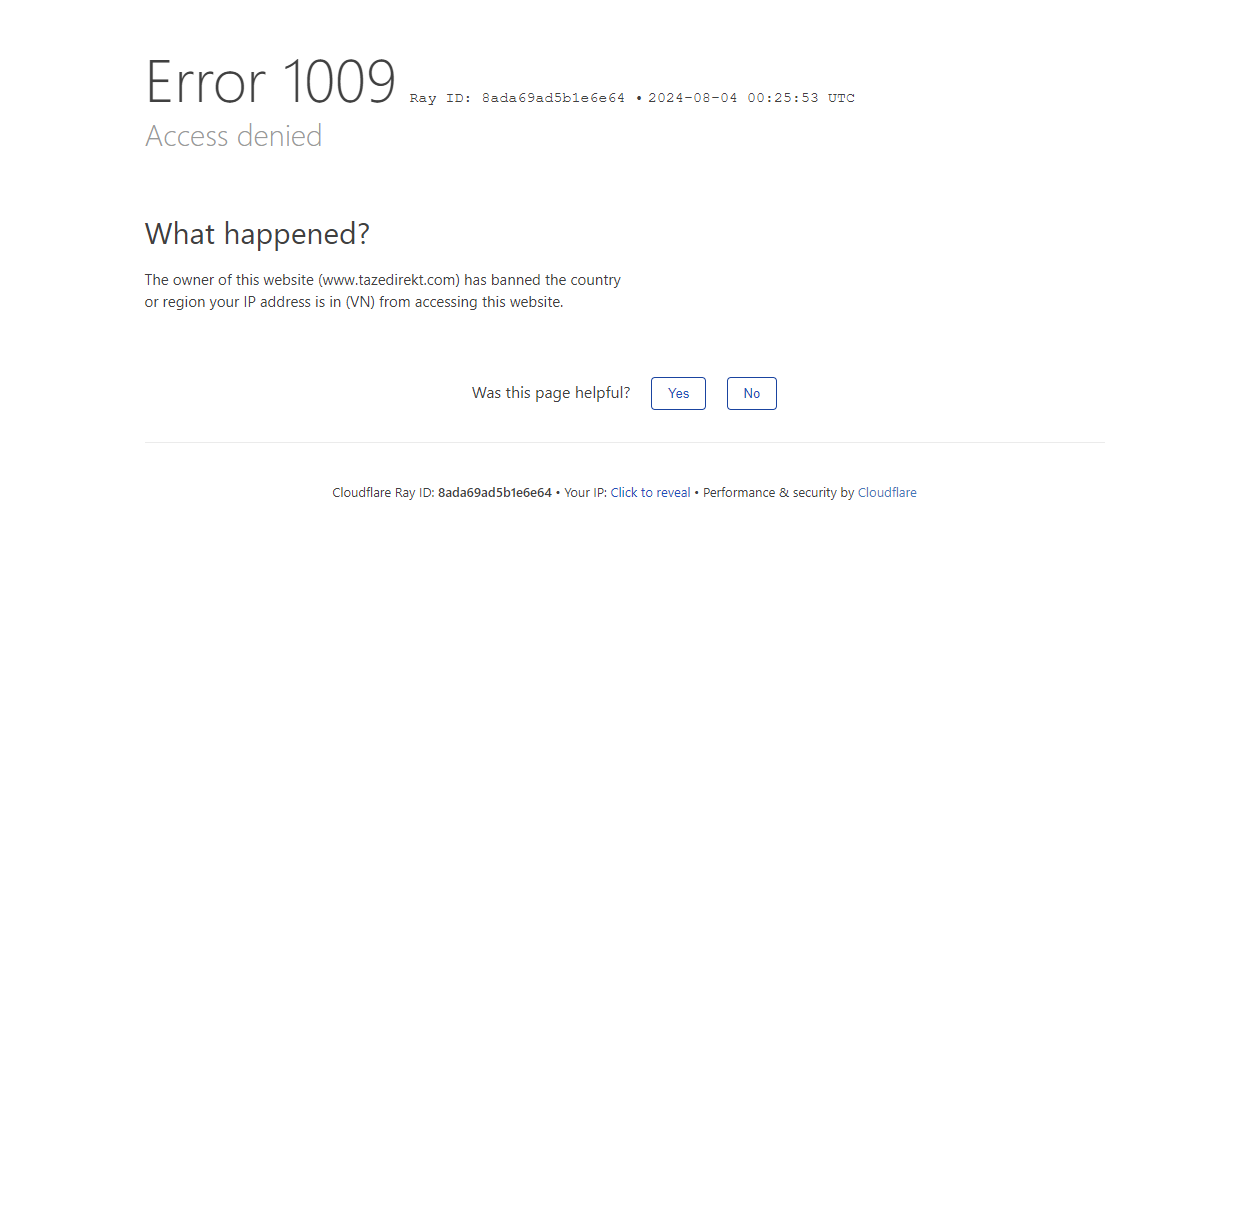 Error 1009 Ray ID: 8ada69ad5b1e6e64 • 2024-08-04 00:25:53 UTC
Access denied
What happened?
The owner of this website (www.tazedirekt.com) has banned the country
or region your IP address is in (VN) from accessing this website.
Was this page helpful? Yes No
Cloudflare Ray ID: 8ada69ad5b1e6e64 • Your IP: Click to reveal • Performance & security by Cloudflare